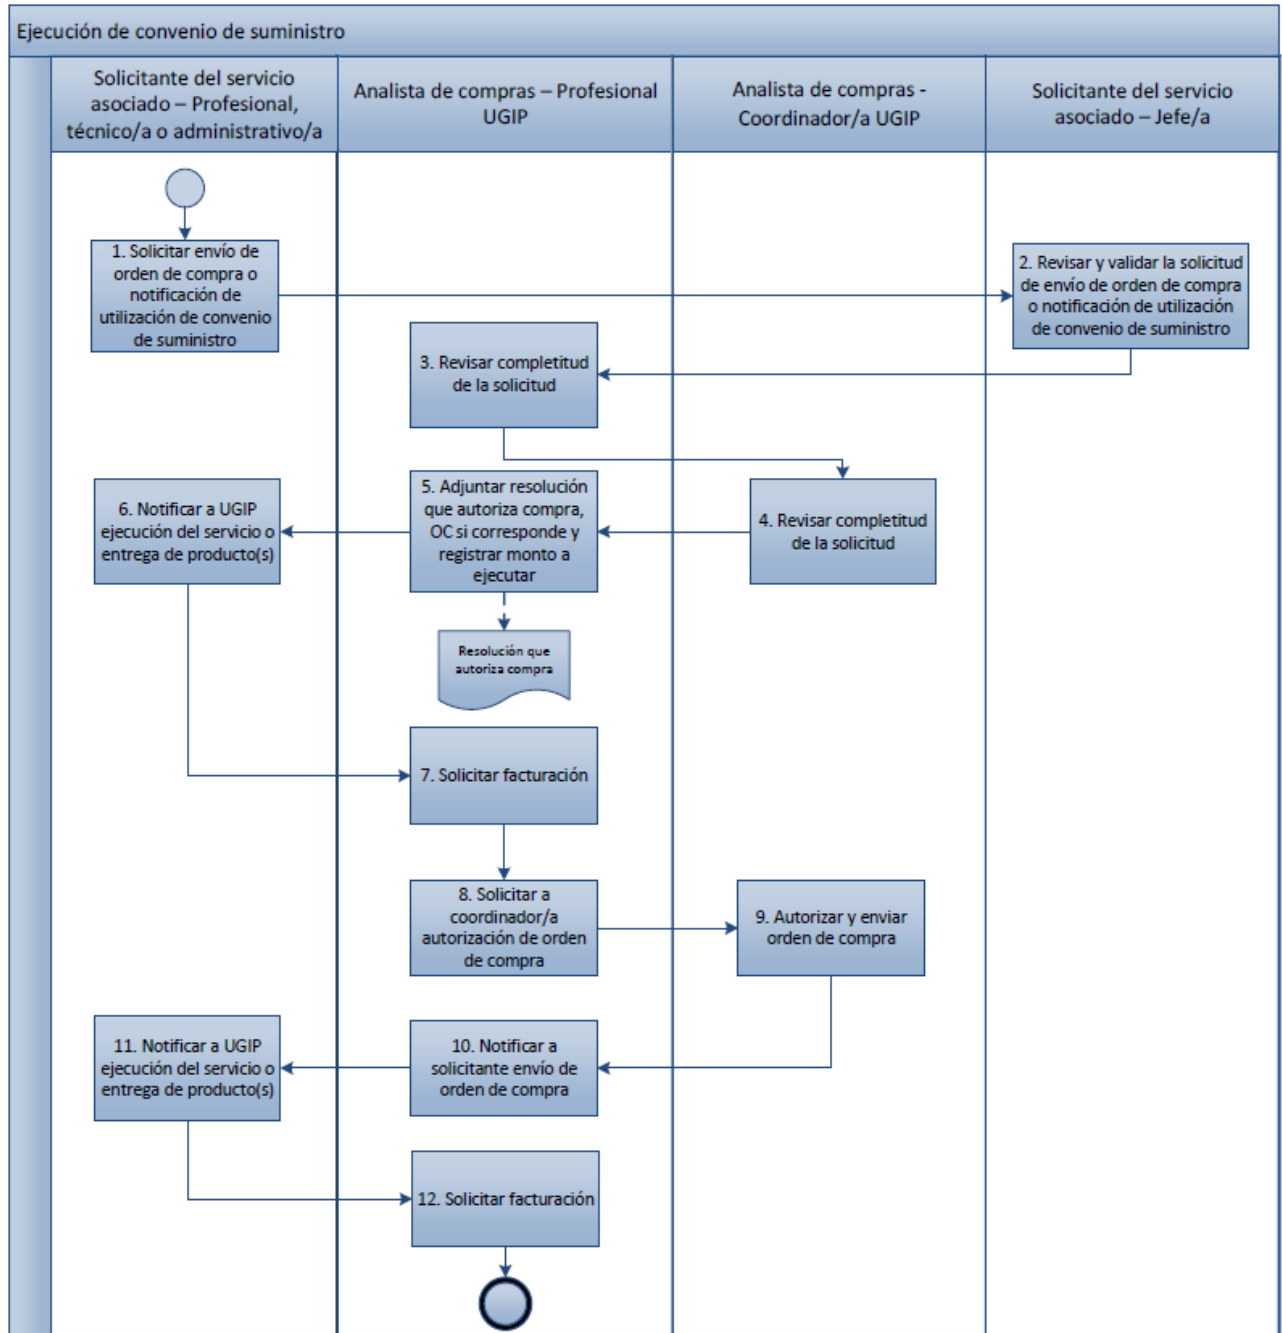 Ejecución de convenio de suministro
Solicitante del servicio
asociado – Profesional,
técnico/a o administrativo/a
Analista de compras – Profesional
UGIP
Analista de compras -
Coordinador/a UGIP
Solicitante del servicio
asociado – Jefe/a
1. Solicitar envío de
orden de compra o
notificación de
utilización de convenio
de suministro
2. Revisar y validar la solicitud
de envío de orden de compra
o notificación de utilización
de convenio de suministro
3. Revisar completitud
de la solicitud
4. Revisar completitud
de la solicitud
5. Adjuntar resolución
que autoriza compra,
OC si corresponde y
registrar monto a
ejecutar
6. Notificar a UGIP
ejecución del servicio o
entrega de producto(s)
Resolución que
autoriza compra
7. Solicitar facturación
8. Solicitar a
coordinador/a
autorización de orden
de compra
9. Autorizar y enviar
orden de compra
10. Notificar a
solicitante envío de
orden de compra
11. Notificar a UGIP
ejecución del servicio o
entrega de producto(s)
12. Solicitar facturación